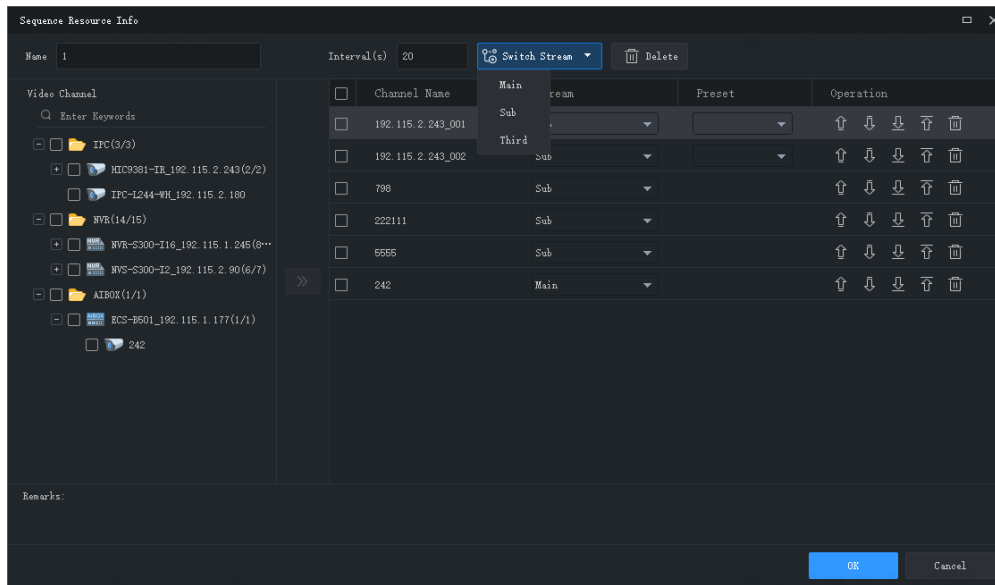 Sequence Resource Info
Name 1 Interval(s) 20 Switch Stream Delete
Main
Sub
Third
Video Channel
Enter Keywords
IPC(3/3)
HIC9381-IR_192.115.2.243(2/2)
IPC-L244-WH_192.115.2.180
NVR(14/15)
NVR-S300-I16_192.115.1.245(8···
NVS-S300-I2_192.115.2.90(6/7)
AIBOX(1/1)
ECS-B501_192.115.1.177(1/1)
242
Channel Name Preset Operation
192.115.2.243_001
192.115.2.243_002 Sub
798 Sub
222111 Sub
5555 Sub
242 Main
Remarks:
OK Cancel